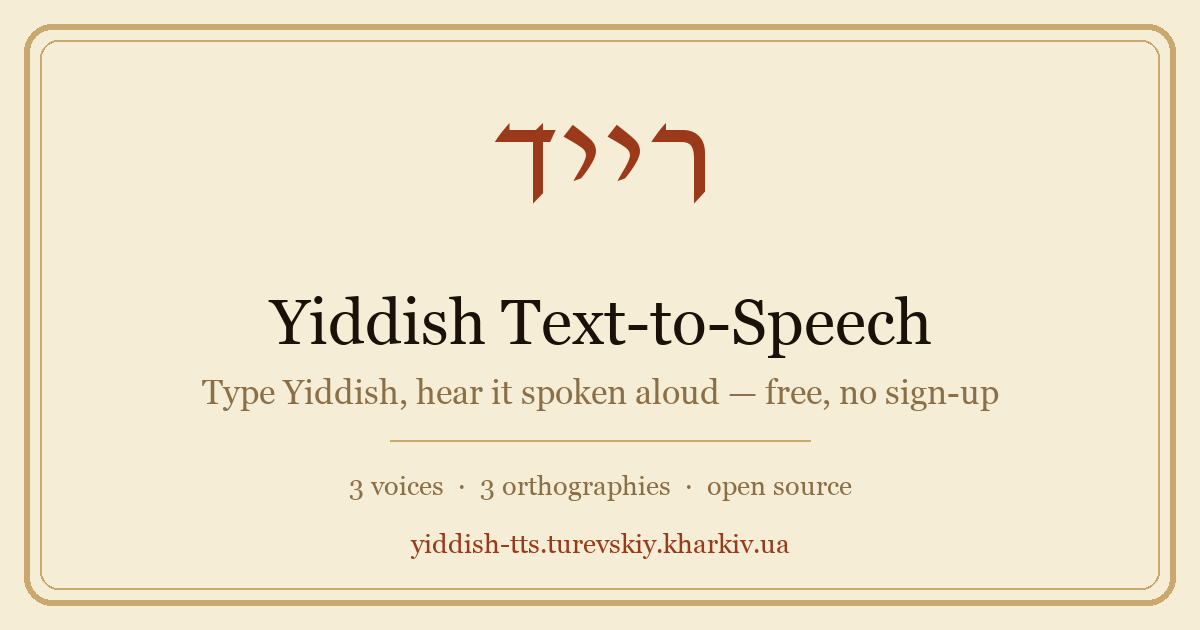 רייד
Yiddish Text-to-Speech
Type Yiddish, hear it spoken aloud — free, no sign-up
3 voices · 3 orthographies · open source
yiddish-tts.turevskiy.kharkiv.ua